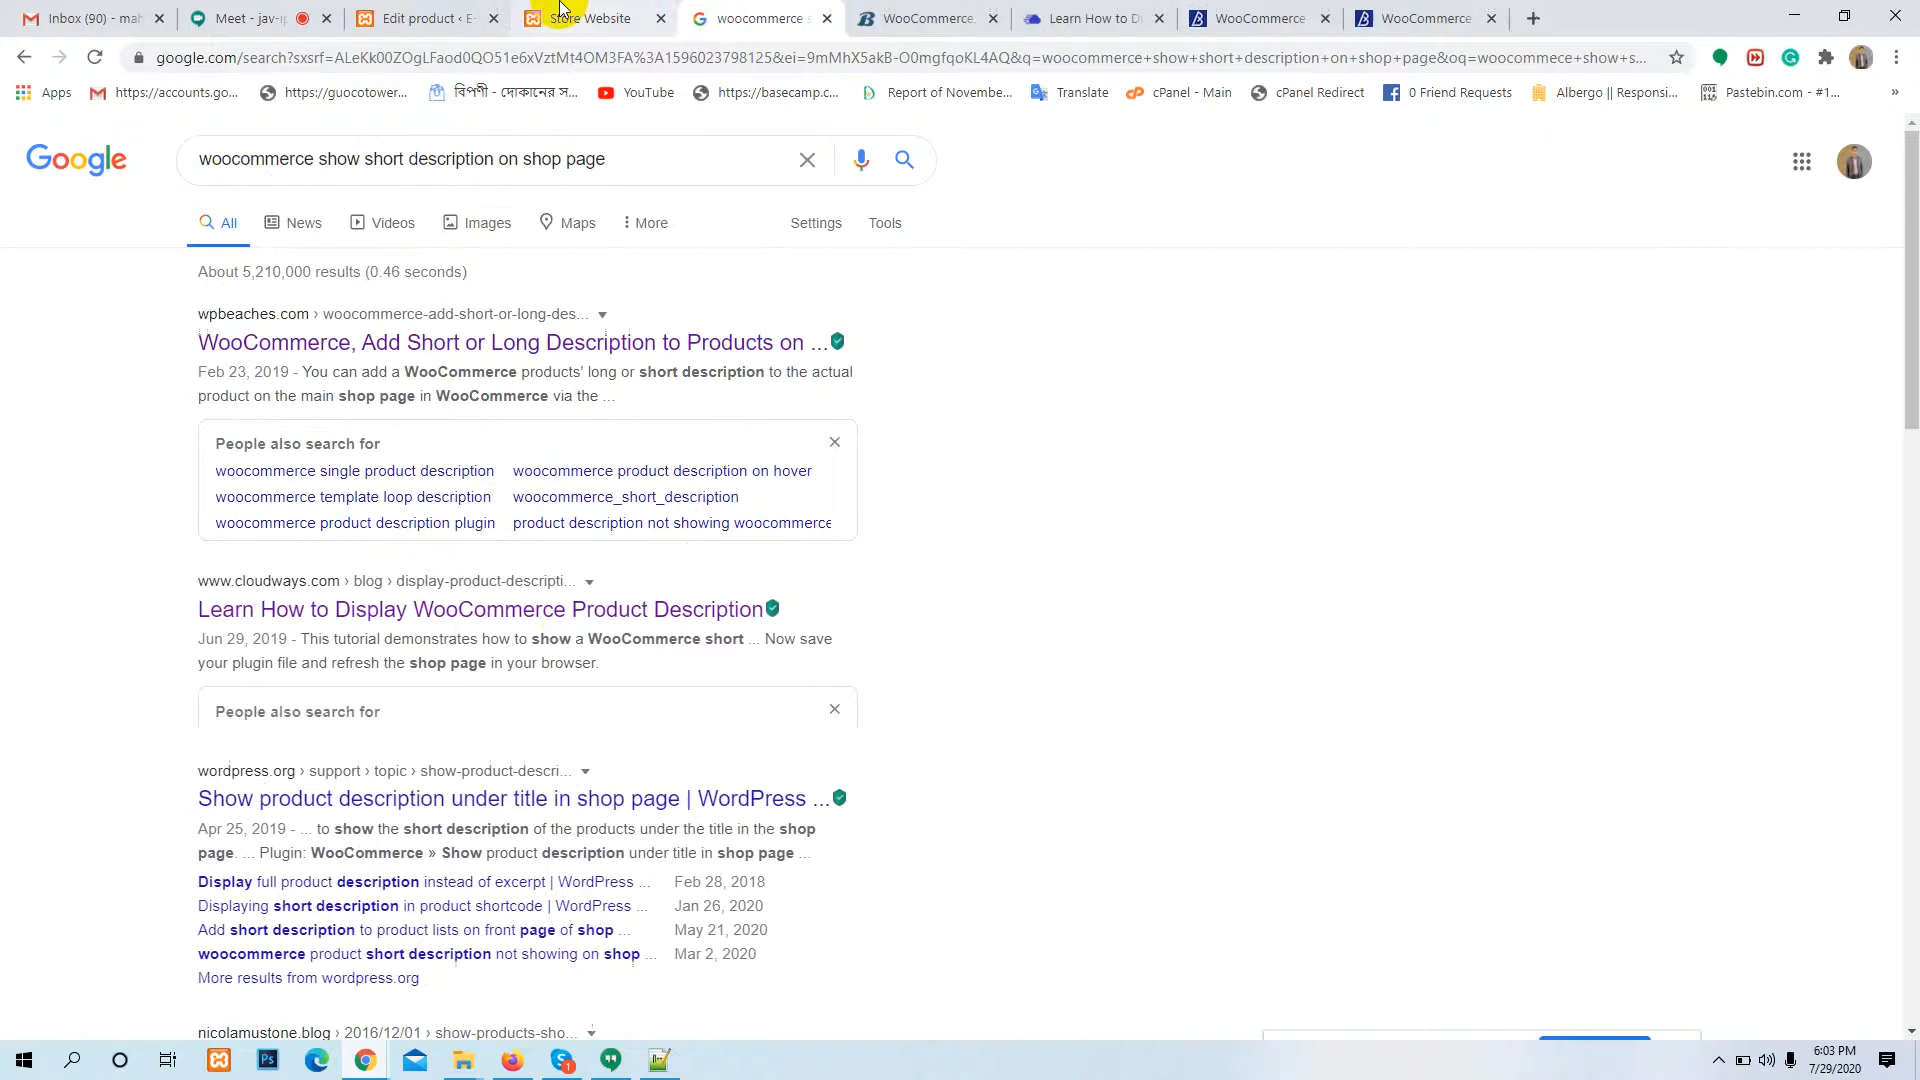 Inbox (90) - mah
Meet - jav-
Edit product ‹ E-
Store Website
woocommerce s
WooCommerce,
Learn How to D
WooCommerce
WooCommerce
google.com/search?sxsrf=ALeKk00ZOgLFaod0QO51e6xVztMt4OM3FA%3A1596023798125&ei=9mMhX5akB-O0mgfqoKL4AQ&q=woocommerce+show+short+description+on+shop+page&oq=woocommece+show+s...
Apps
https://accounts.go...
https://guocotower...
বিপণী - দোকানের স...
YouTube
https://basecamp.c...
Report of Novembe...
Translate
cPanel - Main
cPanel Redirect
0 Friend Requests
Albergo || Responsi...
Pastebin.com - #1...
Google
woocommerce show short description on shop page
All
News
Videos
Images
Maps
More
Settings
Tools
About 5,210,000 results (0.46 seconds)
wpbeaches.com › woocommerce-add-short-or-long-des...
WooCommerce, Add Short or Long Description to Products on ...
Feb 23, 2019 - You can add a WooCommerce products' long or short description to the actual
product on the main shop page in WooCommerce via the ...
People also search for
woocommerce single product description
woocommerce product description on hover
woocommerce template loop description
woocommerce_short_description
woocommerce product description plugin
product description not showing woocommerce
www.cloudways.com › blog › display-product-descripti...
Learn How to Display WooCommerce Product Description
Jun 29, 2019 - This tutorial demonstrates how to show a WooCommerce short ... Now save
your plugin file and refresh the shop page in your browser.
People also search for
wordpress.org › support › topic › show-product-descri...
Show product description under title in shop page | WordPress ...
Apr 25, 2019 - ... to show the short description of the products under the title in the shop
page. ... Plugin: WooCommerce » Show product description under title in shop page ...
Display full product description instead of excerpt | WordPress ...
Feb 28, 2018
Displaying short description in product shortcode | WordPress ...
Jan 26, 2020
Add short description to product lists on front page of shop ...
May 21, 2020
woocommerce product short description not showing on shop ...
Mar 2, 2020
More results from wordpress.org
nicolamustone.blog › 2016/12/01 › show-products-sho...
6:03 PM
7/29/2020